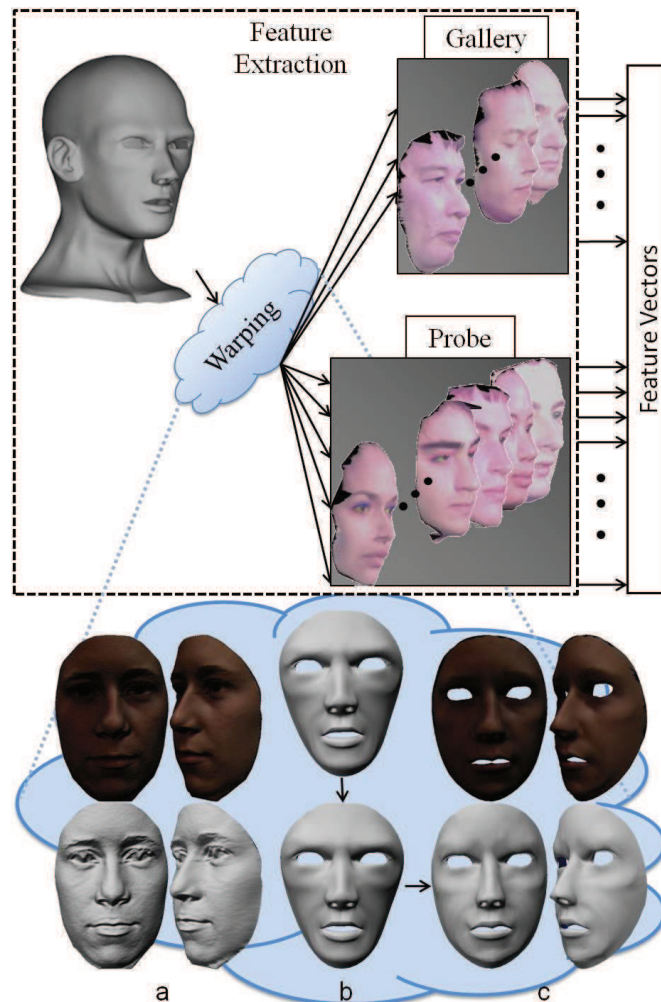 Feature
Extraction
Gallery
Warping
Probe
Feature Vectors
a
b
c